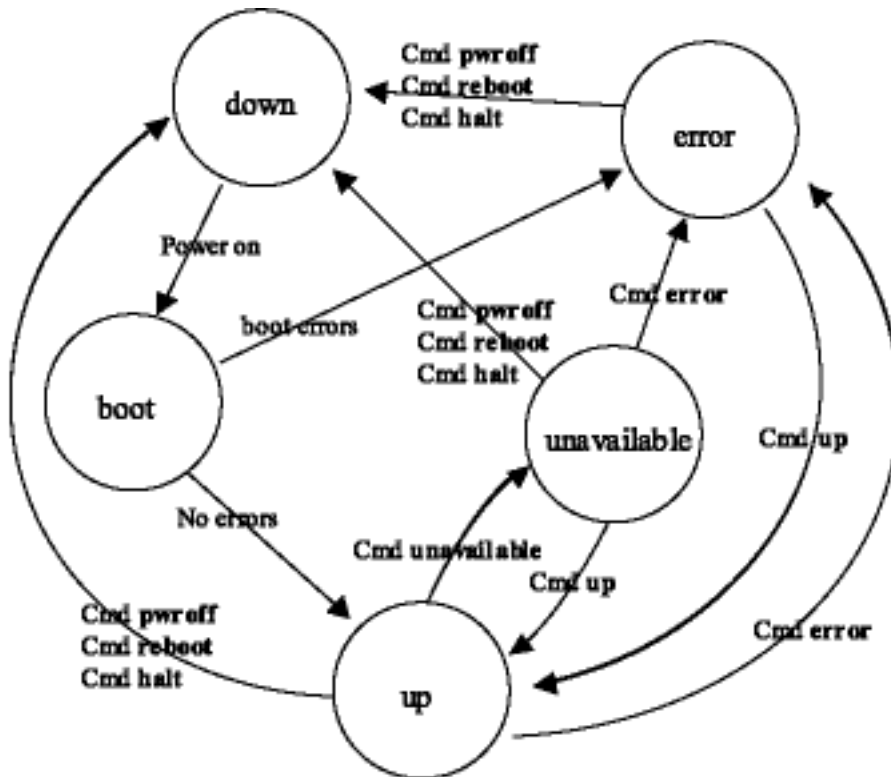 Cmd pwroff
Cmd reboot
Cmd halt
down
error
Power on
Cmd error
boot errors
Cmd pwroff
Cmd reboot
Cmd halt
boot
unavailable
Cmd up
No errors
Cmd unavailable
Cmd up
Cmd pwroff
Cmd reboot
Cmd halt
Cmd error
up